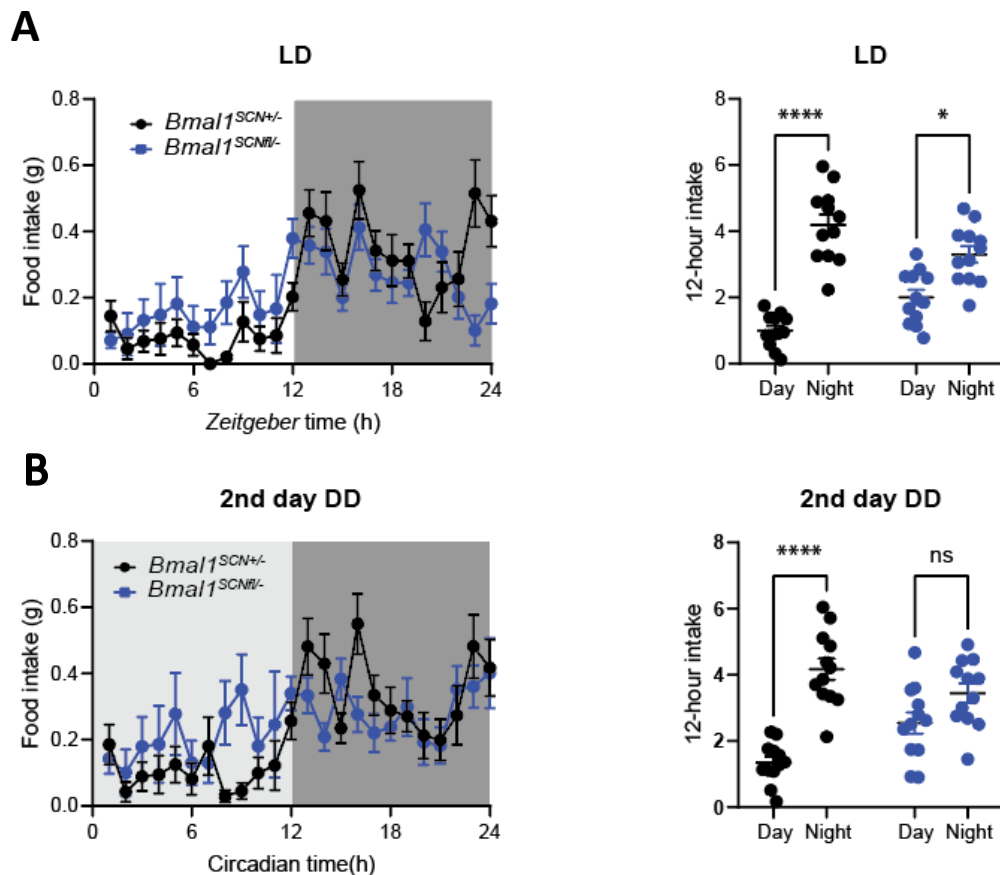 A
LD
LD
0.8
0.6
0.4
0.2
0.0
Food intake (g)
Bmal1SCN+/-
Bmal1SCNfl/-
0
6
12
18
24
Zeitgeber time (h)
8
6
4
2
0
12-hour intake
****
*
Day
Night
Day
Night
B
2nd day DD
2nd day DD
0.8
0.6
0.4
0.2
0.0
Food intake (g)
Bmal1SCN+/-
Bmal1SCNfl/-
0
6
12
18
24
Circadian time(h)
8
6
4
2
0
12-hour intake
****
ns
Day
Night
Day
Night